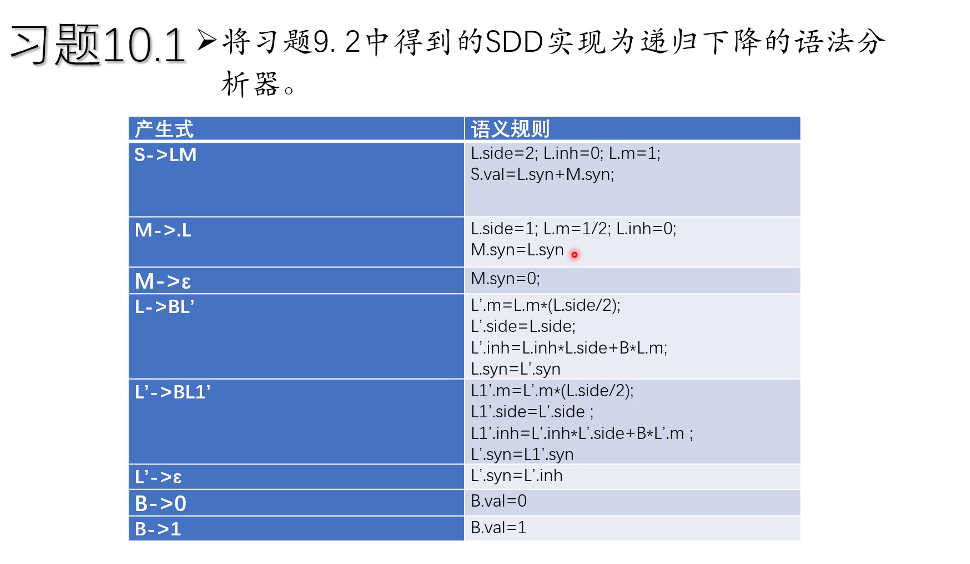 习题10.1
➢将习题9.2中得到的SDD实现为递归下降的语法分
析器。
产生式 语义规则
S->LM L.side=2; L.inh=0; L.m=1;
S.val=L.syn+M.syn;
M->.L L.side=1; L.m=1/2; L.inh=0;
M.syn=L.syn
M->ε M.syn=0;
L->BL’ L’.m=L.m*(L.side/2);
L’.side=L.side;
L’.inh=L.inh*L.side+B*L.m;
L.syn=L’.syn
L’->BL1’ L1’.m=L’.m*(L.side/2);
L1’.side=L’.side ;
L1’.inh=L’.inh*L’.side+B*L’.m ;
L’.syn=L1’.syn
L’->ε L’.syn=L’.inh
B->0 B.val=0
B->1 B.val=1